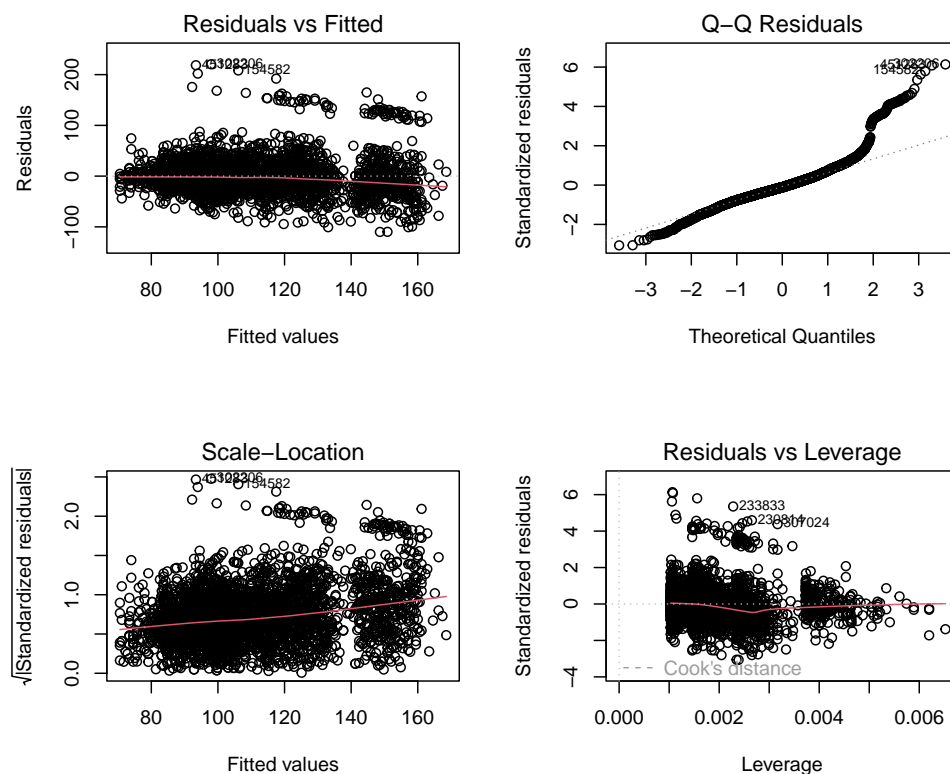 Residuals vs Fitted
Residuals
−100 0 100 200
154582
80 100 120 140 160
Fitted values
Q−Q Residuals
Standardized residuals
−2 0 2 4 6
154582
−3 −2 −1 0 1 2 3
Theoretical Quantiles
Scale−Location
√|Standardized residuals|
0.0 1.0 2.0
154582
80 100 120 140 160
Fitted values
Residuals vs Leverage
Standardized residuals
−4 0 2 4 6
233833
307024
Cook's distance
0.000 0.002 0.004 0.006
Leverage